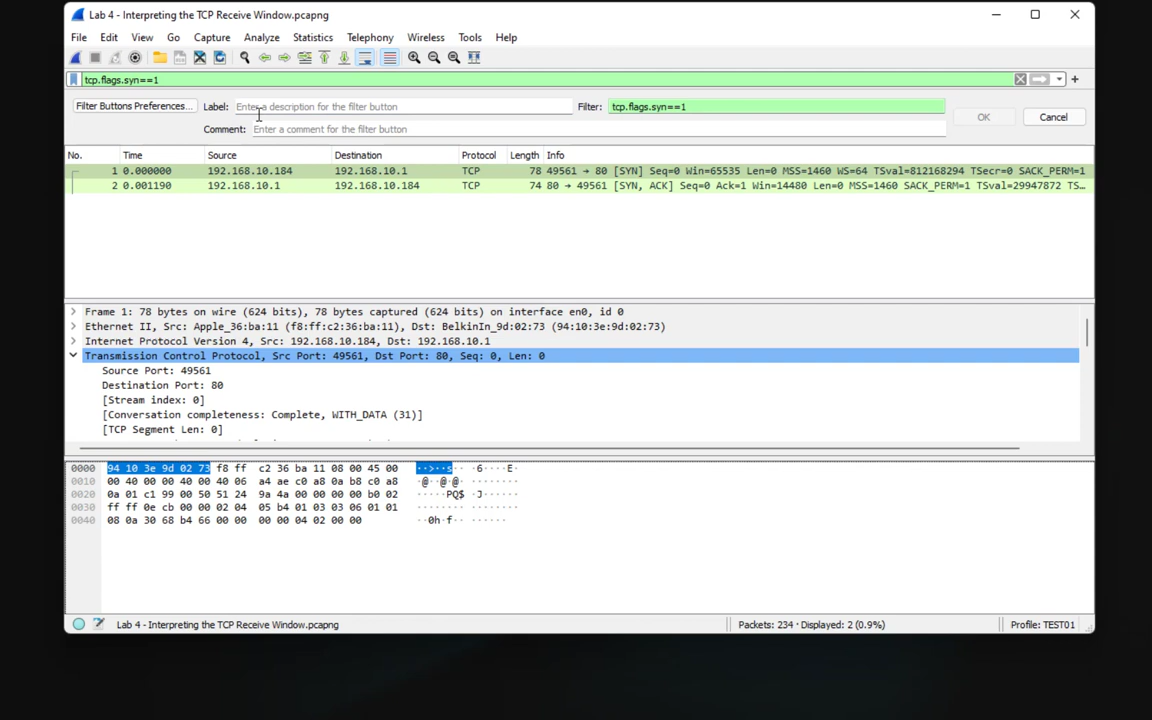 Lab 4 - Interpreting the TCP Receive Window.pcapng
File Edit View Go Capture Analyze Statistics Telephony Wireless Tools Help
tcp.flags.syn==1
Filter Buttons Preferences... Label: Enter a description for the filter button Filter: tcp.flags.syn==1 OK Cancel
Comment: Enter a comment for the filter button
No. Time Source Destination Protocol Length Info
1 0.000000 192.168.10.184 192.168.10.1 TCP 78 49561 → 80 [SYN] Seq=0 Win=65535 Len=0 MSS=1460 WS=64 TSval=812168294 TSecr=0 SACK_PERM=1
2 0.001190 192.168.10.1 192.168.10.184 TCP 74 80 → 49561 [SYN, ACK] Seq=0 Ack=1 Win=14480 Len=0 MSS=1460 SACK_PERM=1 TSval=29947872 TS…
Frame 1: 78 bytes on wire (624 bits), 78 bytes captured (624 bits) on interface en0, id 0
Ethernet II, Src: Apple_36:ba:11 (f8:ff:c2:36:ba:11), Dst: BelkinIn_9d:02:73 (94:10:3e:9d:02:73)
Internet Protocol Version 4, Src: 192.168.10.184, Dst: 192.168.10.1
Transmission Control Protocol, Src Port: 49561, Dst Port: 80, Seq: 0, Len: 0
Source Port: 49561
Destination Port: 80
[Stream index: 0]
[Conversation completeness: Complete, WITH_DATA (31)]
[TCP Segment Len: 0]
0000 94 10 3e 9d 02 73 f8 ff c2 36 ba 11 08 00 45 00 ··>··s·· ·6····E·
0010 00 40 00 00 40 00 40 06 a4 ae c0 a8 0a b8 c0 a8 ·@··@·@· ········
0020 0a 01 c1 99 00 50 51 24 9a 4a 00 00 00 00 b0 02 ·····PQ$ ·J······
0030 ff ff 0e cb 00 00 02 04 05 b4 01 03 03 06 01 01 ········ ········
0040 08 0a 30 68 b4 66 00 00 00 00 04 02 00 00 ··0h·f·· ······
Lab 4 - Interpreting the TCP Receive Window.pcapng Packets: 234 · Displayed: 2 (0.9%) Profile: TEST01